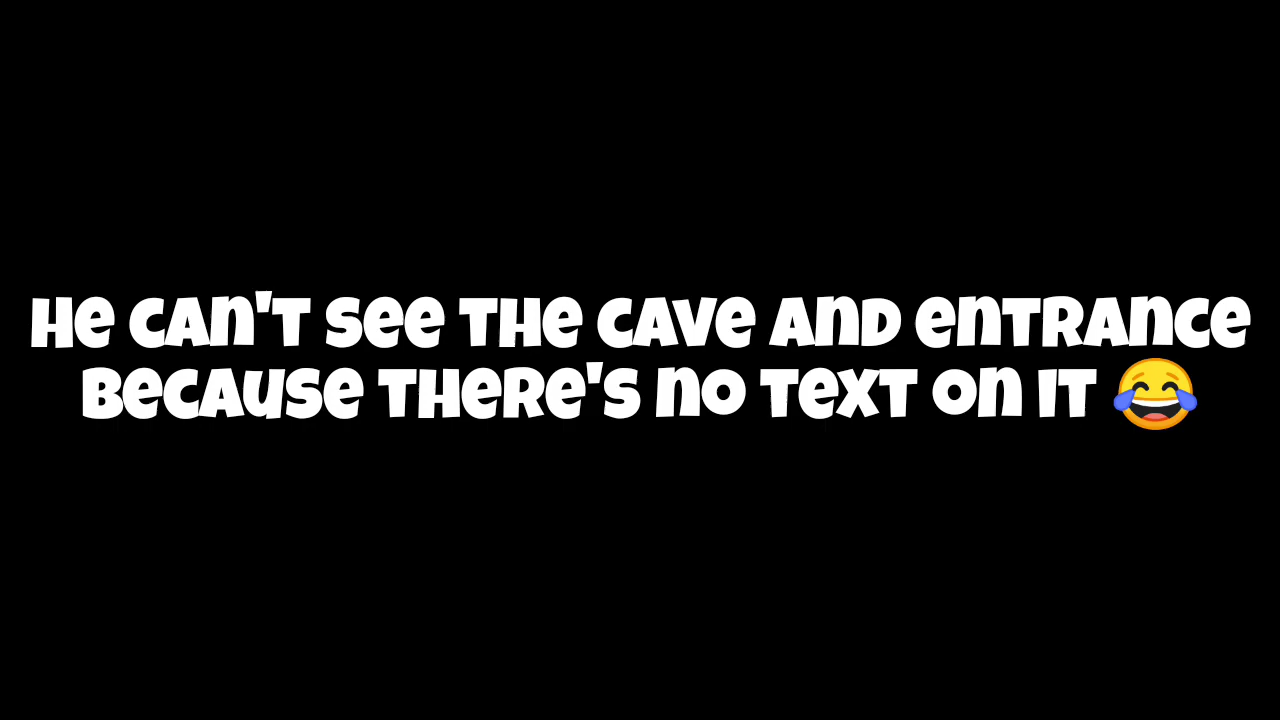 He can't see the cave and entrance
because there's no text on it 😂